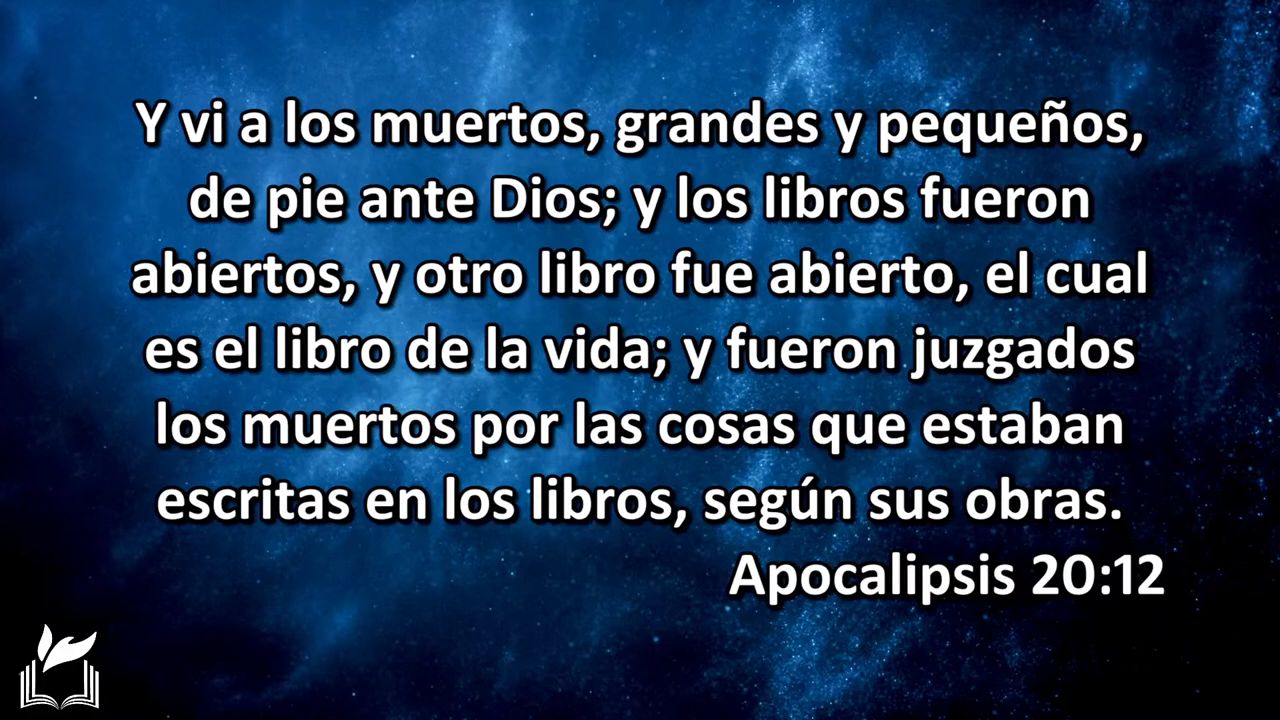 Y vi a los muertos, grandes y pequeños,
de pie ante Dios; y los libros fueron
abiertos, y otro libro fue abierto, el cual
es el libro de la vida; y fueron juzgados
los muertos por las cosas que estaban
escritas en los libros, según sus obras.
Apocalipsis 20:12